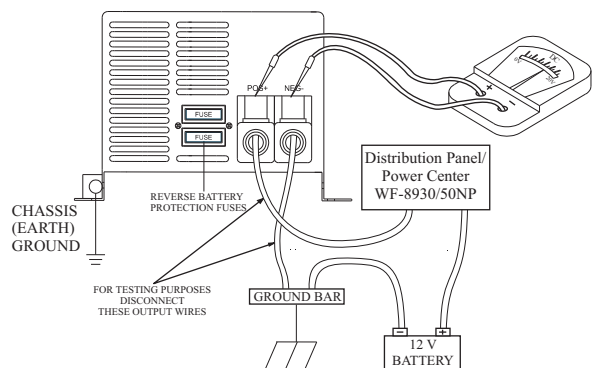 DC
0V
POS+
NEG-
+
-
FUSE
FUSE
Distribution Panel/
Power Center
WF-8930/50NP
REVERSE BATTERY
PROTECTION FUSES
CHASSIS
(EARTH)
GROUND
FOR TESTING PURPOSES
DISCONNECT
THESE OUTPUT WIRES
GROUND BAR
-
+
12 V
BATTERY